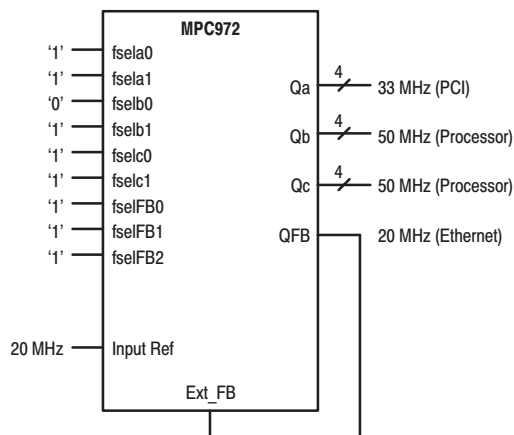 MPC972
‘1’ fsela0
‘1’ fsela1
‘0’ fselb0
‘1’ fselb1
‘1’ fselc0
‘1’ fselc1
‘1’ fselFB0
‘1’ fselFB1
‘1’ fselFB2
20 MHz Input Ref
Qa 4 33 MHz (PCI)
Qb 4 50 MHz (Processor)
Qc 4 50 MHz (Processor)
QFB 20 MHz (Ethernet)
Ext_FB